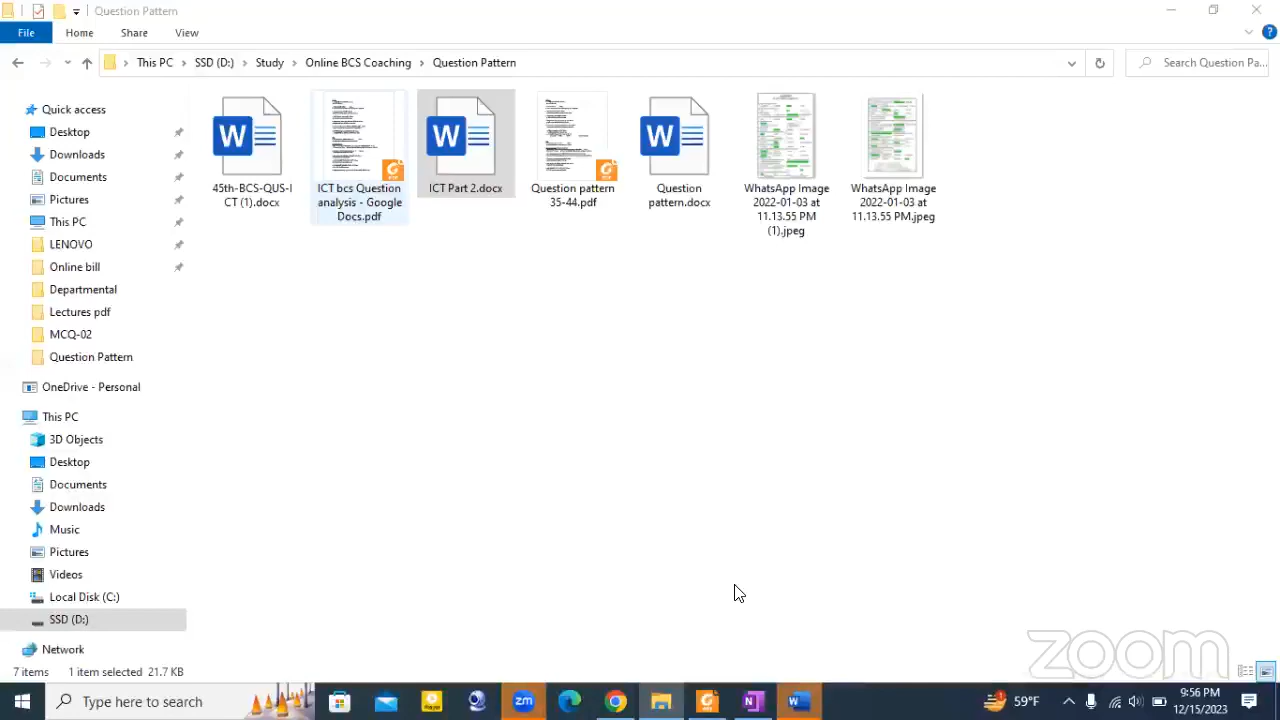 Question Pattern
File
Home
Share
View
This PC
SSD (D:)
Study
Online BCS Coaching
Question Pattern
Search Question Pa...
Quick access
Desktop
Downloads
Documents
Pictures
This PC
LENOVO
Online bill
Departmental
Lectures pdf
MCQ-02
Question Pattern
OneDrive - Personal
This PC
3D Objects
Desktop
Documents
Downloads
Music
Pictures
Videos
Local Disk (C:)
SSD (D:)
Network
45th-BCS-QUS-I
CT (1).docx
ICT bcs Question
analysis - Google
Docs.pdf
ICT Part 2.docx
Question pattern
35-44.pdf
Question
pattern.docx
WhatsApp Image
2022-01-03 at
11.13.55 PM
(1).jpeg
WhatsApp Image
2022-01-03 at
11.13.55 PM.jpeg
zoom
7 items
1 item selected 21.7 KB
Type here to search
zm
59°F
9:56 PM
12/15/2023